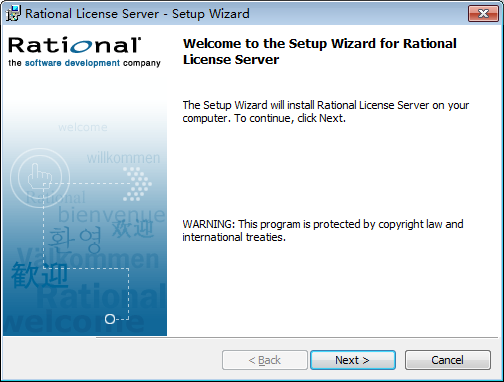 Rational License Server - Setup Wizard
Rational®
the software development company
welcome
willkommen
Rational
bienvenue
환영 欢迎
Välkommen
歡迎
Rational
welcome
Welcome to the Setup Wizard for Rational
License Server
The Setup Wizard will install Rational License Server on your
computer. To continue, click Next.
WARNING: This program is protected by copyright law and
international treaties.
< Back
Next >
Cancel